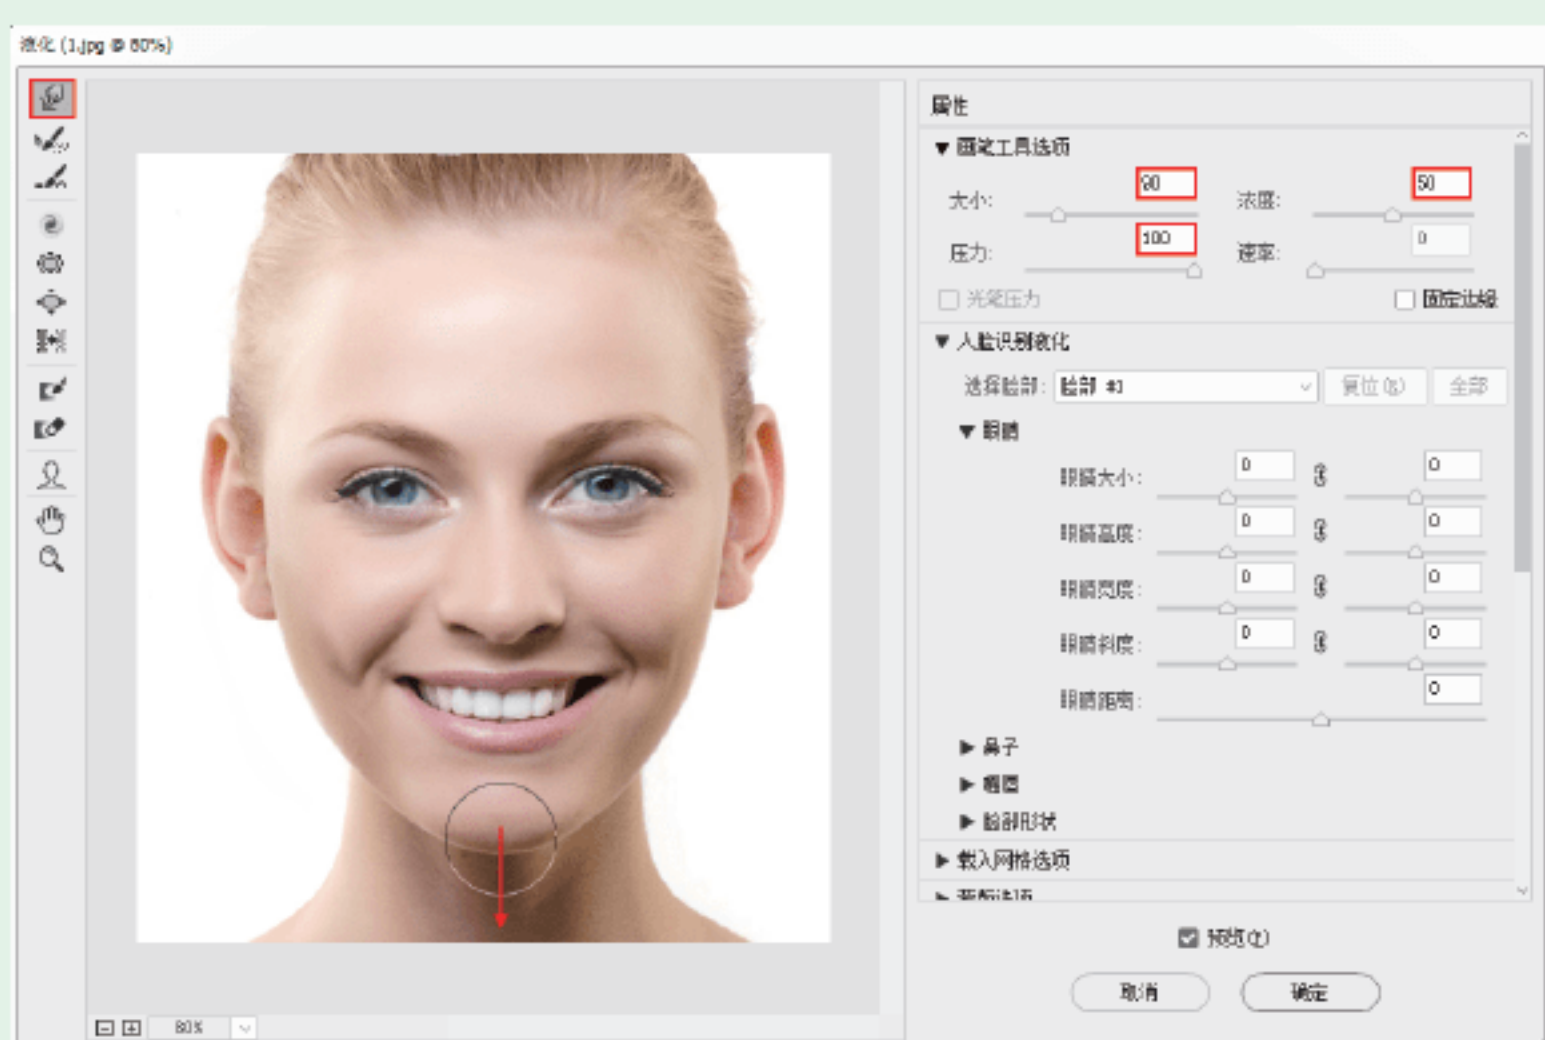 液化 (1.jpg @ 80%)
属性
画笔工具选项
大小: 90 浓度: 50
压力: 100 速率: 0
光笔压力 固定边缘
人脸识别液化
选择脸部: 脸部 #1 复位(R) 全部
眼睛
眼睛大小: 0 0
眼睛高度: 0 0
眼睛宽度: 0 0
眼睛斜度: 0 0
眼睛距离: 0
鼻子
嘴唇
脸部形状
载入网格选项
蒙版选项
预览(P)
取消 确定
80%